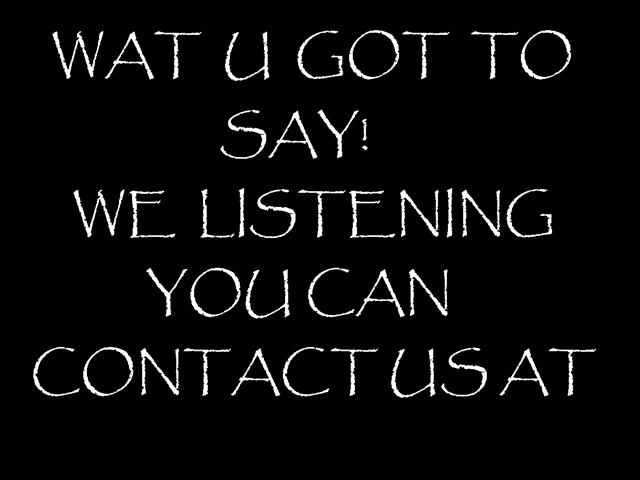 WAT U GOT TO
SAY!
WE LISTENING
YOU CAN
CONTACT US AT